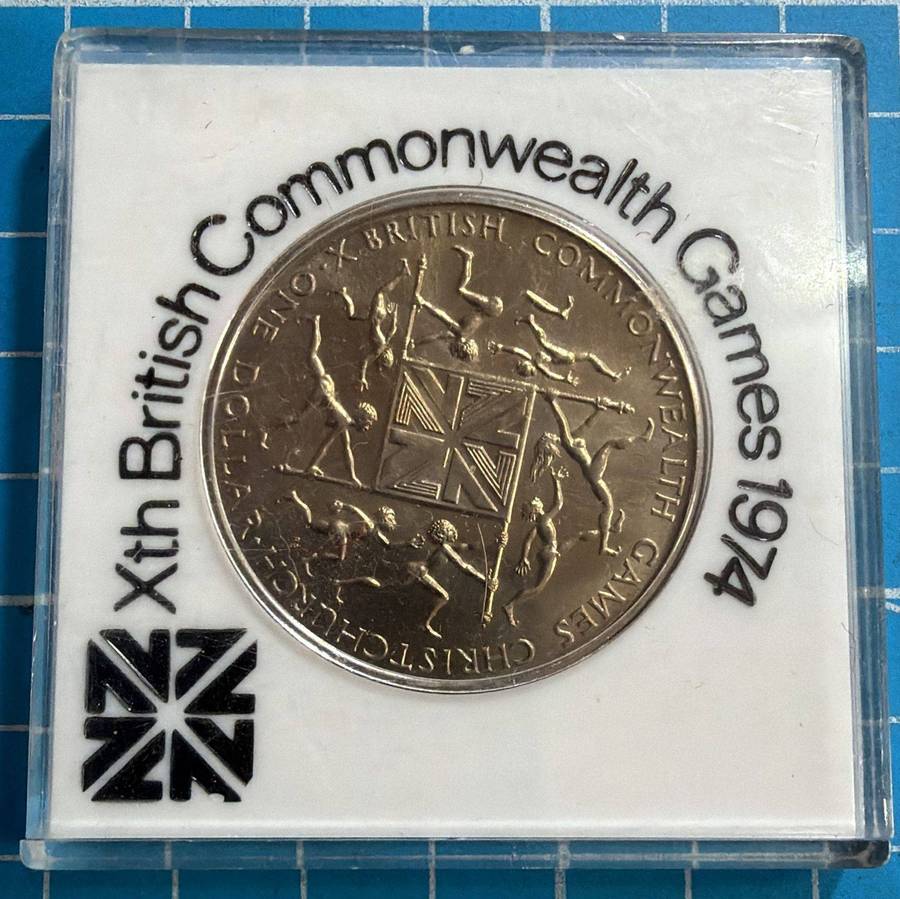 Xth British Commonwealth Games 1974
X BRITISH COMMONWEALTH GAMES CHRISTCHURCH · ONE DOLLAR ·